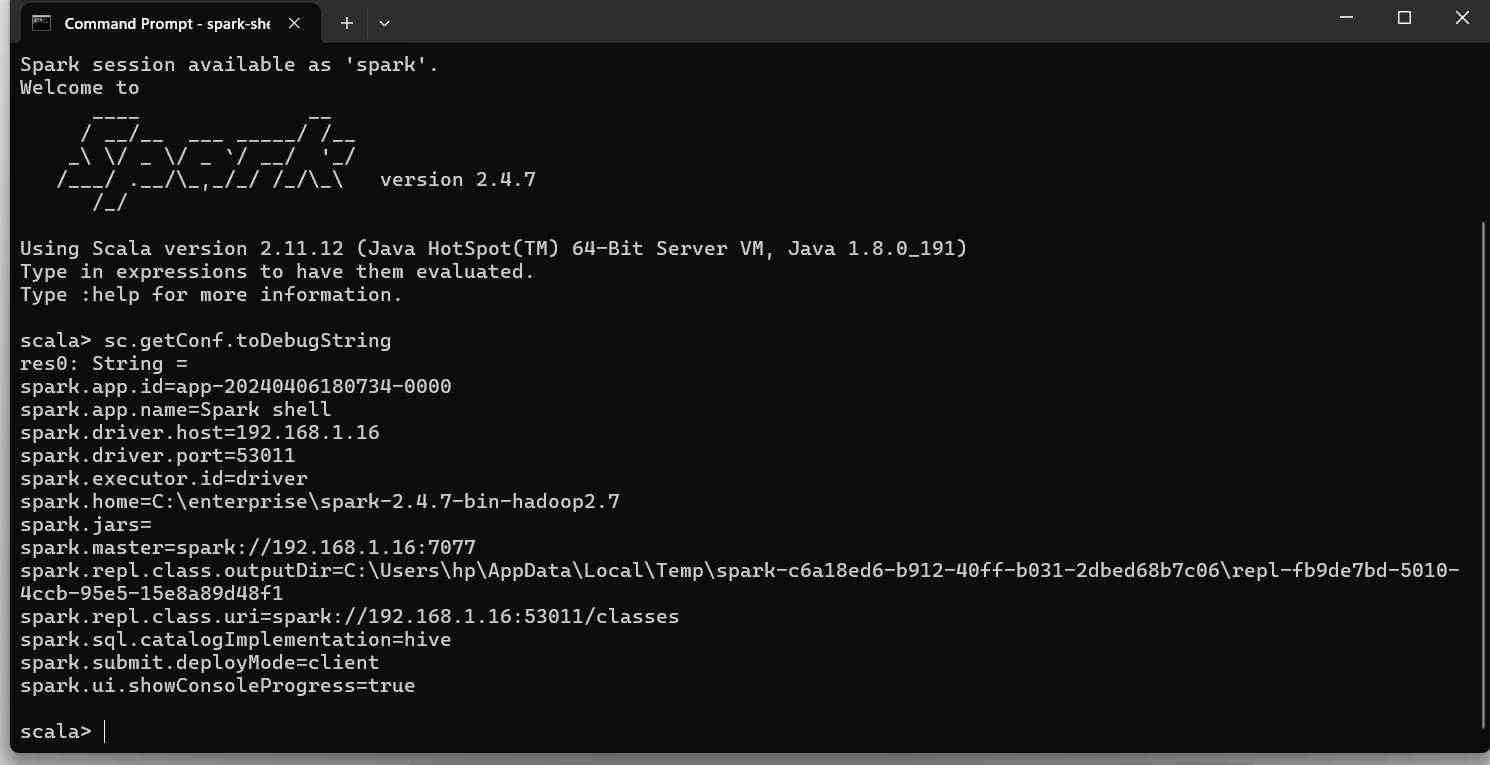 Command Prompt - spark-she
Spark session available as 'spark'.
Welcome to
      ____              __
     / __/__  ___ _____/ /__
    _\ \/ _ \/ _ `/ __/  '_/
   /___/ .__/\_,_/_/ /_/\_\   version 2.4.7
      /_/
Using Scala version 2.11.12 (Java HotSpot(TM) 64-Bit Server VM, Java 1.8.0_191)
Type in expressions to have them evaluated.
Type :help for more information.
scala> sc.getConf.toDebugString
res0: String =
spark.app.id=app-20240406180734-0000
spark.app.name=Spark shell
spark.driver.host=192.168.1.16
spark.driver.port=53011
spark.executor.id=driver
spark.home=C:\enterprise\spark-2.4.7-bin-hadoop2.7
spark.jars=
spark.master=spark://192.168.1.16:7077
spark.repl.class.outputDir=C:\Users\hp\AppData\Local\Temp\spark-c6a18ed6-b912-40ff-b031-2dbed68b7c06\repl-fb9de7bd-5010-
4ccb-95e5-15e8a89d48f1
spark.repl.class.uri=spark://192.168.1.16:53011/classes
spark.sql.catalogImplementation=hive
spark.submit.deployMode=client
spark.ui.showConsoleProgress=true
scala>